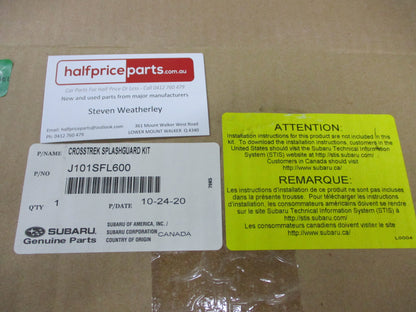 halfpriceparts.com.au
Car Parts For Half Price Or Less - Call 0412 760 479
New and used parts from major manufacturers
Steven Weatherley
halfpriceparts@outlook.com
Ph 0412 760 479
361 Mount Walker West Road
LOWER MOUNT WALKER Q 4340
P/NAME CROSSTREK SPLASHGUARD KIT
P/NO J101SFL600
QTY 1 P/DATE 10-24-20
SUBARU
Genuine Parts
SUBARU OF AMERICA, INC. /
SUBARU CORPORATION
COUNTRY OF ORIGIN CANADA
ATTENTION:
Installation instructions for this product are not included in this
kit. To download the installation instructions, customers in the
United States should visit the Subaru Technical Information
System (STIS) website at http://sts.subaru.com/
Customers in Canada should visit
http://www.subaru.ca/
REMARQUE:
Les instructions d'installation de ce produit ne sont pas incluses
dans la présente trousse. Pour télécharger les instructions
d'installation, les consommateurs américains doivent se rendre
sur le site Subaru Technical Information System (STIS) a
http://sts.subaru.com/.
Les consommateurs canadiens doivent visiter le site
http://www.subaru.ca/